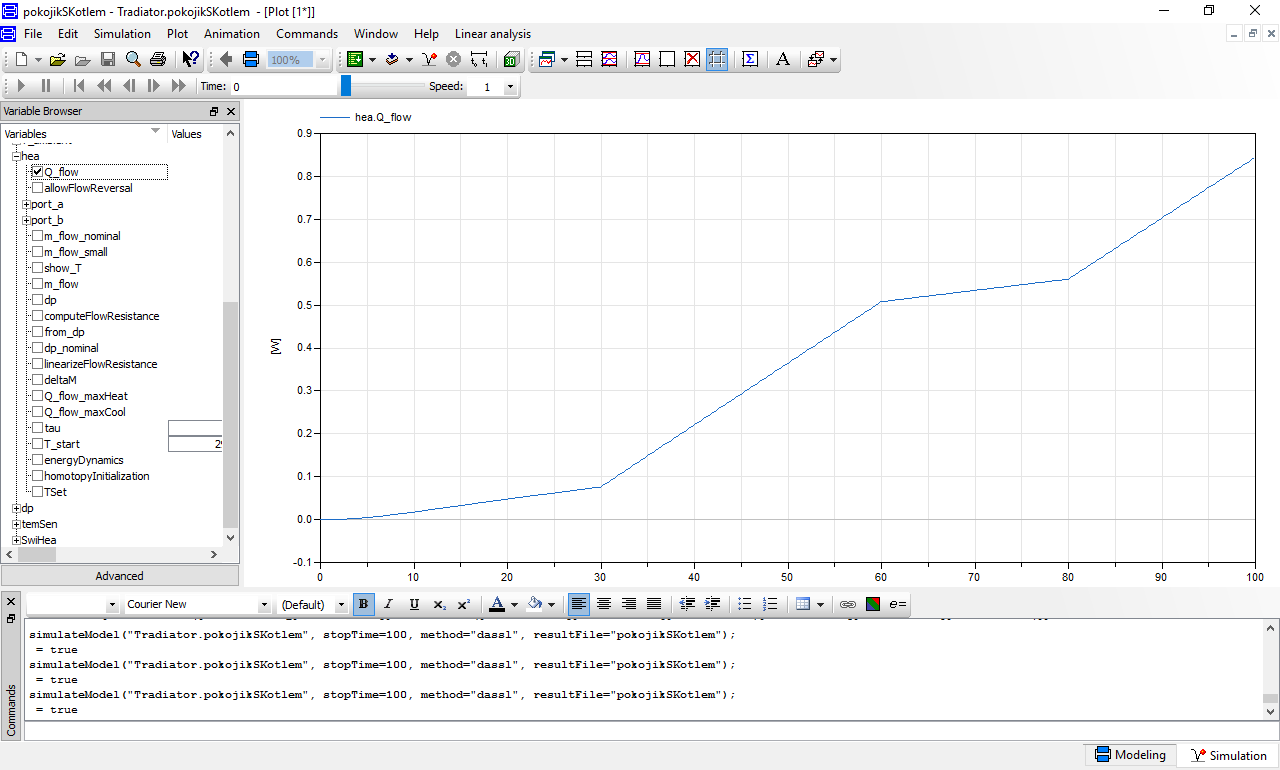 pokojikSKotlem - Tradiator.pokojikSKotlem - [Plot [1*]]
File Edit Simulation Plot Animation Commands Window Help Linear analysis
100%
3D
Σ
A
Time: 0
Speed: 1
Variable Browser
Variables Values
hea
Q_flow
allowFlowReversal
port_a
port_b
m_flow_nominal
m_flow_small
show_T
m_flow
dp
computeFlowResistance
from_dp
dp_nominal
linearizeFlowResistance
deltaM
Q_flow_maxHeat
Q_flow_maxCool
tau
T_start
energyDynamics
homotopyInitialization
TSet
dp
temSen
SwiHea
Advanced
hea.Q_flow
0.9
0.8
0.7
0.6
0.5
0.4
0.3
0.2
0.1
0.0
-0.1
[W]
0 10 20 30 40 50 60 70 80 90 100
Courier New (Default) B I U x₂ x² A e=
simulateModel("Tradiator.pokojikSKotlem", stopTime=100, method="dassl", resultFile="pokojikSKotlem");
= true
simulateModel("Tradiator.pokojikSKotlem", stopTime=100, method="dassl", resultFile="pokojikSKotlem");
= true
simulateModel("Tradiator.pokojikSKotlem", stopTime=100, method="dassl", resultFile="pokojikSKotlem");
= true
Commands
Modeling Simulation